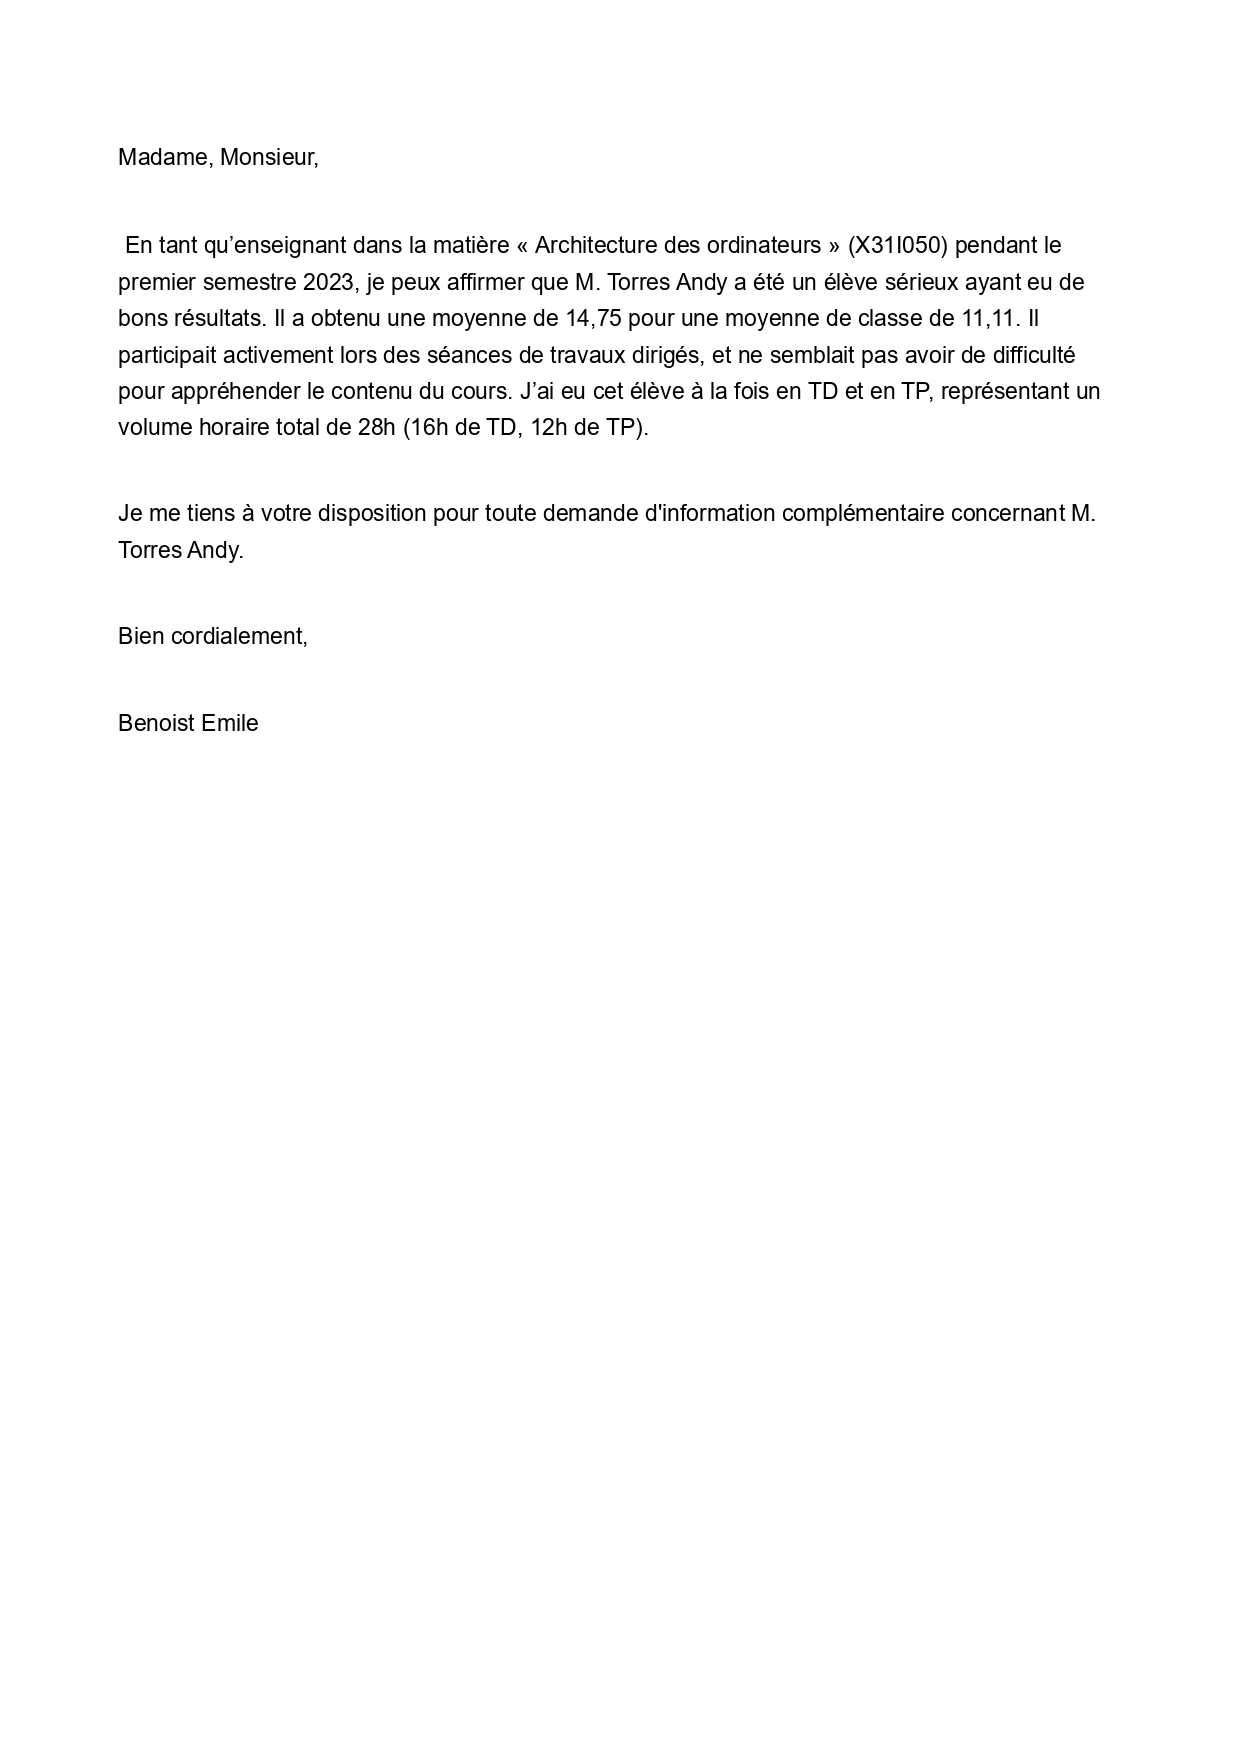 Madame, Monsieur,
En tant qu’enseignant dans la matière « Architecture des ordinateurs » (X31I050) pendant le
premier semestre 2023, je peux affirmer que M. Torres Andy a été un élève sérieux ayant eu de
bons résultats. Il a obtenu une moyenne de 14,75 pour une moyenne de classe de 11,11. Il
participait activement lors des séances de travaux dirigés, et ne semblait pas avoir de difficulté
pour appréhender le contenu du cours. J’ai eu cet élève à la fois en TD et en TP, représentant un
volume horaire total de 28h (16h de TD, 12h de TP).
Je me tiens à votre disposition pour toute demande d'information complémentaire concernant M.
Torres Andy.
Bien cordialement,
Benoist Emile